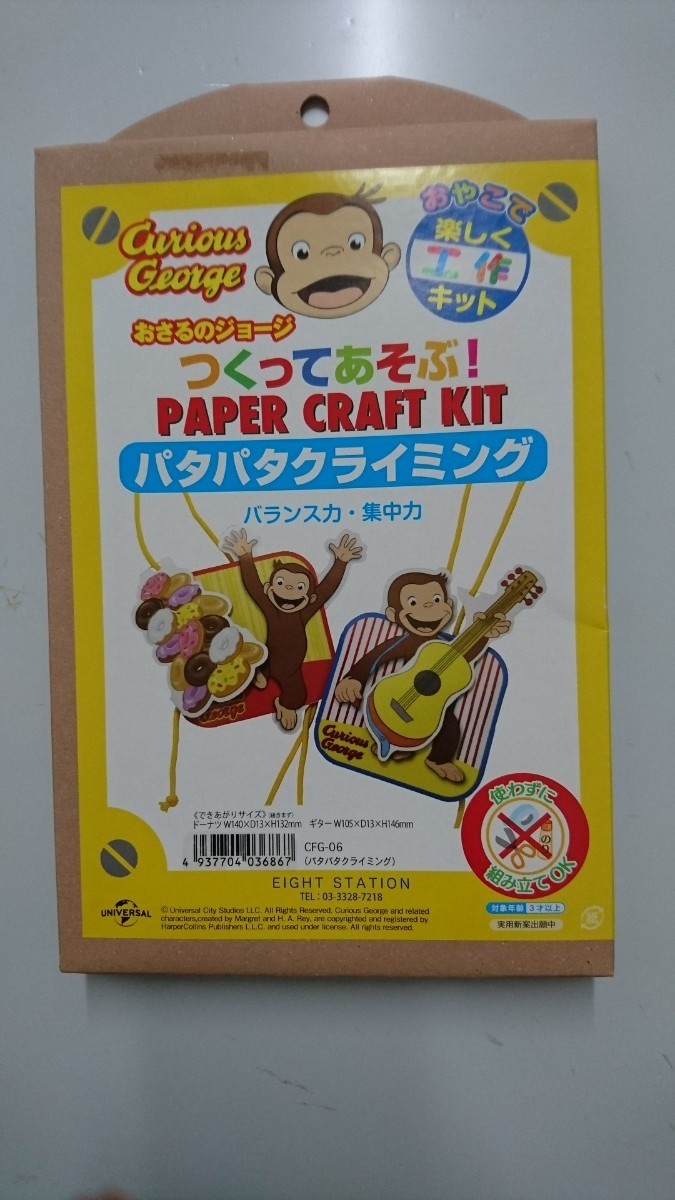 Curious
George
おやこで
楽しく
工作
キット
おさるのジョージ
つくってあそぶ!
PAPER CRAFT KIT
パタパタクライミング
バランス力・集中力
George
Curious
George
使わずに
のり
組み立てOK
《できあがりサイズ》(紐含まず)
ドーナツ W140×D13×H132mm ギター W105×D13×H146mm
CFG-06
(パタパタクライミング)
4 937704 036867
EIGHT STATION
TEL:03-3328-7218
対象年齢 3才以上
実用新案出願中
紙
UNIVERSAL
© Universal City Studios LLC. All Rights Reserved. Curious George and related
characters,created by Margret and H. A. Rey, are copyrighted and registered by
HarperCollins Publishers L.L.C. and used under license. All rights reserved.